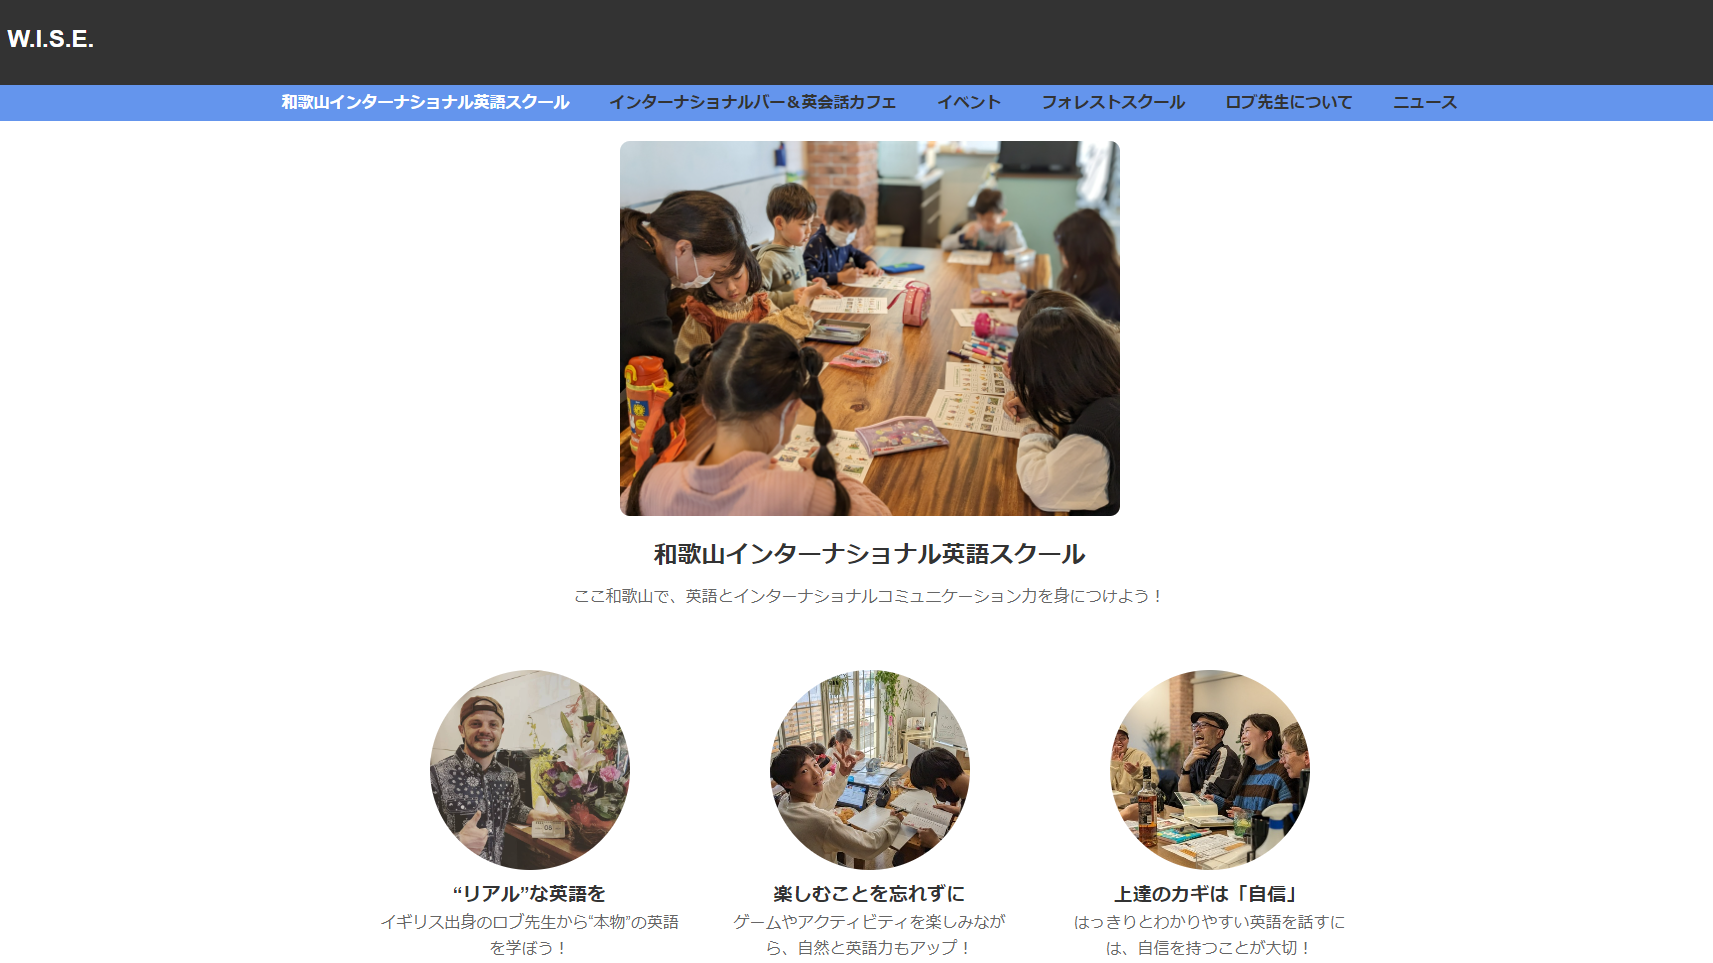 W.I.S.E.
和歌山インターナショナル英語スクール インターナショナルバー＆英会話カフェ イベント フォレストスクール ロブ先生について ニュース
和歌山インターナショナル英語スクール
ここ和歌山で、英語とインターナショナルコミュニケーション力を身につけよう！
“リアル”な英語を
イギリス出身のロブ先生から“本物”の英語
を学ぼう！
楽しむことを忘れずに
ゲームやアクティビティを楽しみなが
ら、自然と英語力もアップ！
上達のカギは「自信」
はっきりとわかりやすい英語を話すに
は、自信を持つことが大切！